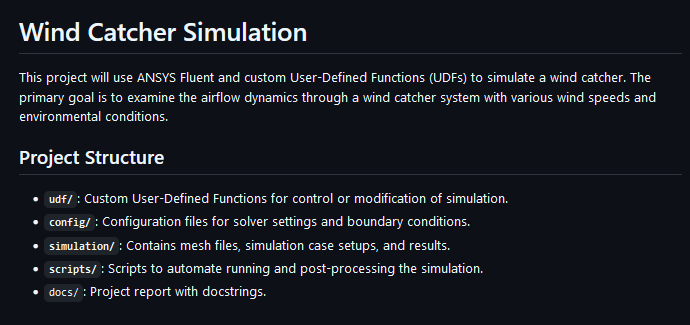 Wind Catcher Simulation
This project will use ANSYS Fluent and custom User-Defined Functions (UDFs) to simulate a wind catcher. The
primary goal is to examine the airflow dynamics through a wind catcher system with various wind speeds and
environmental conditions.
Project Structure
• udf/: Custom User-Defined Functions for control or modification of simulation.
• config/: Configuration files for solver settings and boundary conditions.
• simulation/: Contains mesh files, simulation case setups, and results.
• scripts/: Scripts to automate running and post-processing the simulation.
• docs/: Project report with docstrings.